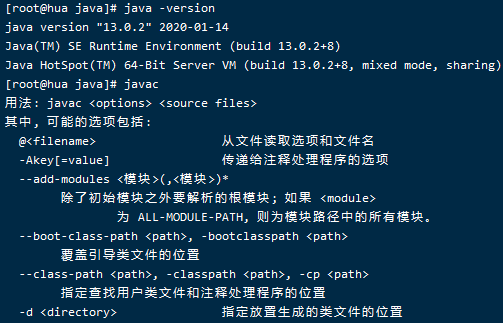 [root@hua java]# java -version
java version "13.0.2" 2020-01-14
Java(TM) SE Runtime Environment (build 13.0.2+8)
Java HotSpot(TM) 64-Bit Server VM (build 13.0.2+8, mixed mode, sharing)
[root@hua java]# javac
用法: javac <options> <source files>
其中, 可能的选项包括:
@<filename> 从文件读取选项和文件名
-Akey[=value] 传递给注释处理程序的选项
--add-modules <模块>(,<模块>)*
除了初始模块之外要解析的根模块; 如果 <module>
为 ALL-MODULE-PATH, 则为模块路径中的所有模块。
--boot-class-path <path>, -bootclasspath <path>
覆盖引导类文件的位置
--class-path <path>, -classpath <path>, -cp <path>
指定查找用户类文件和注释处理程序的位置
-d <directory> 指定放置生成的类文件的位置